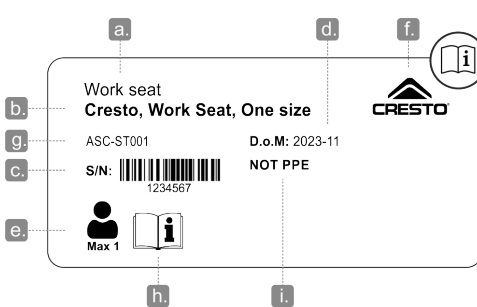 a.
d.
f.
i
Work seat
b.
Cresto, Work Seat, One size
CRESTO
g.
ASC-ST001
D.o.M: 2023-11
c.
S/N:
NOT PPE
1234567
e.
Max 1
i
h.
i.